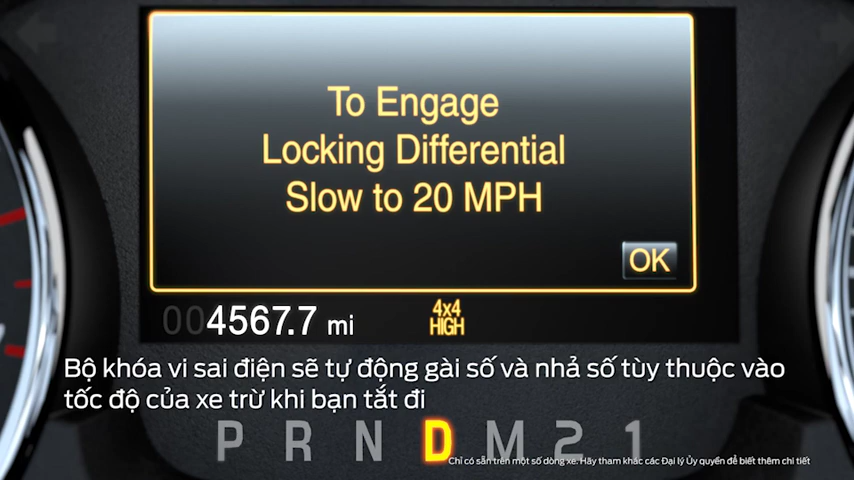 To Engage
Locking Differential
Slow to 20 MPH
OK
004567.7 mi
4x4
HIGH
Bộ khóa vi sai điện sẽ tự động gài số và nhả số tùy thuộc vào
tốc độ của xe trừ khi bạn tắt đi
P R N D M 2 1
Chỉ có sẵn trên một số dòng xe. Hãy tham khảo các Đại lý Ủy quyền để biết thêm chi tiết